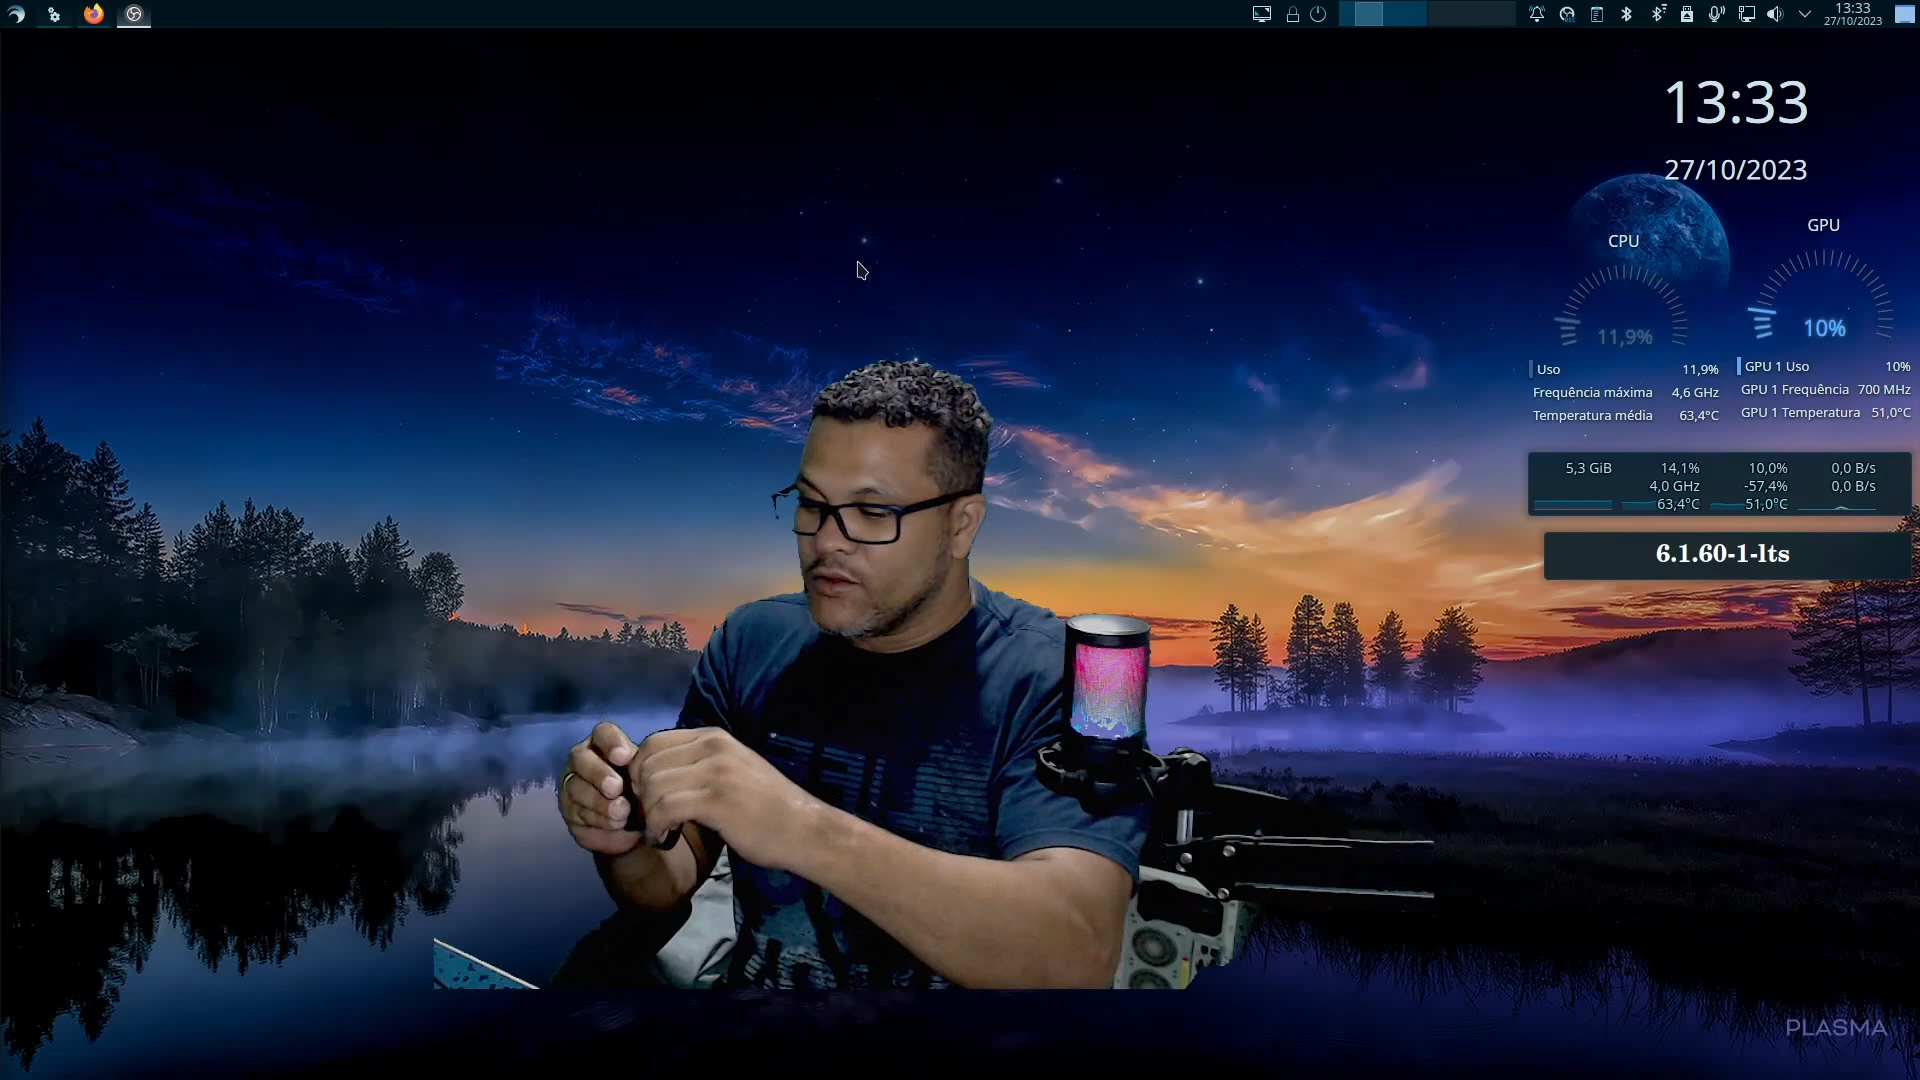 13:33
27/10/2023
13:33
27/10/2023
CPU
GPU
11,9%
10%
Uso 11,9%
Frequência máxima 4,6 GHz
Temperatura média 63,4°C
GPU 1 Uso 10%
GPU 1 Frequência 700 MHz
GPU 1 Temperatura 51,0°C
5,3 GiB 14,1% 10,0% 0,0 B/s
4,0 GHz -57,4% 0,0 B/s
63,4°C 51,0°C
6.1.60-1-lts
PLASMA